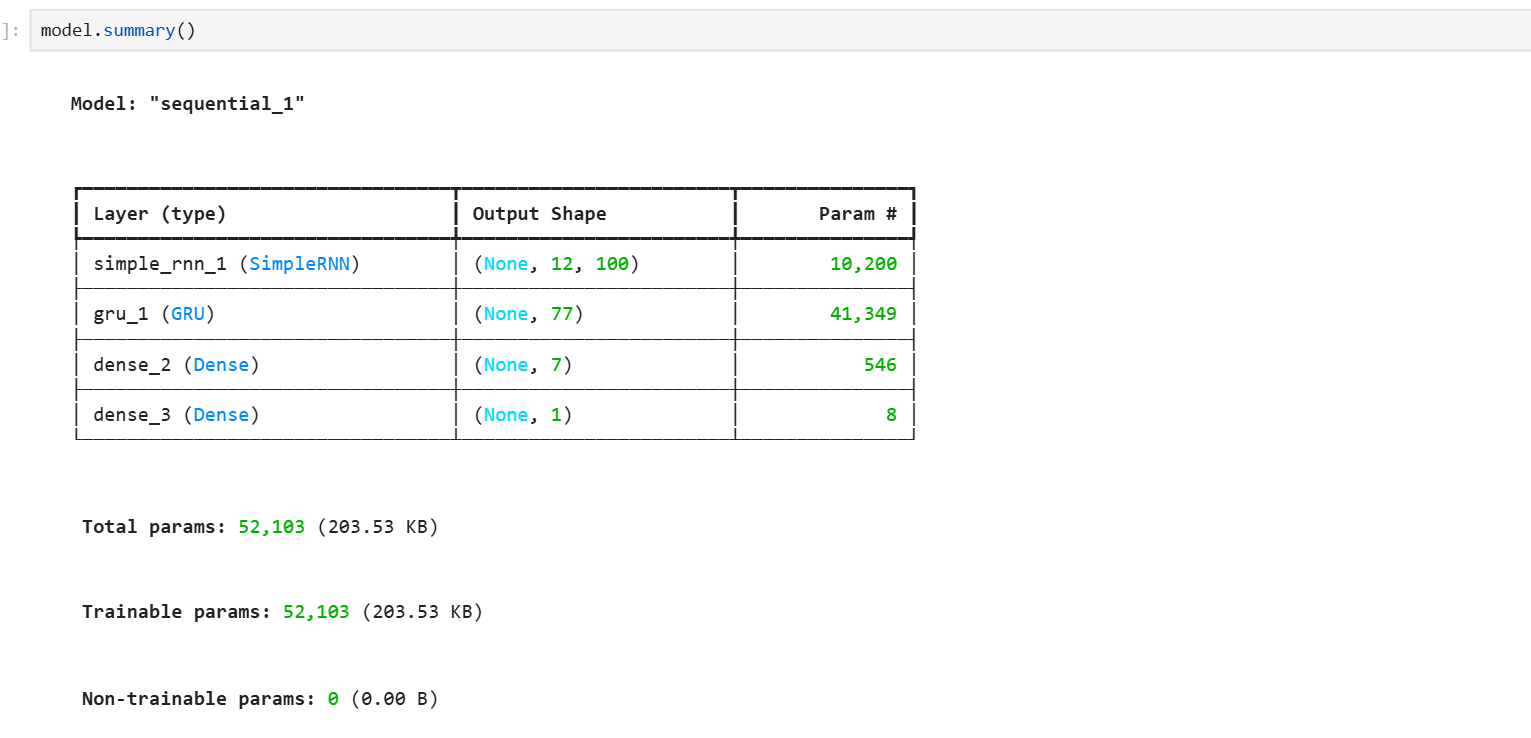 ]:
model.summary()
Model: "sequential_1"
Layer (type) Output Shape Param #
simple_rnn_1 (SimpleRNN) (None, 12, 100) 10,200
gru_1 (GRU) (None, 77) 41,349
dense_2 (Dense) (None, 7) 546
dense_3 (Dense) (None, 1) 8
Total params: 52,103 (203.53 KB)
Trainable params: 52,103 (203.53 KB)
Non-trainable params: 0 (0.00 B)